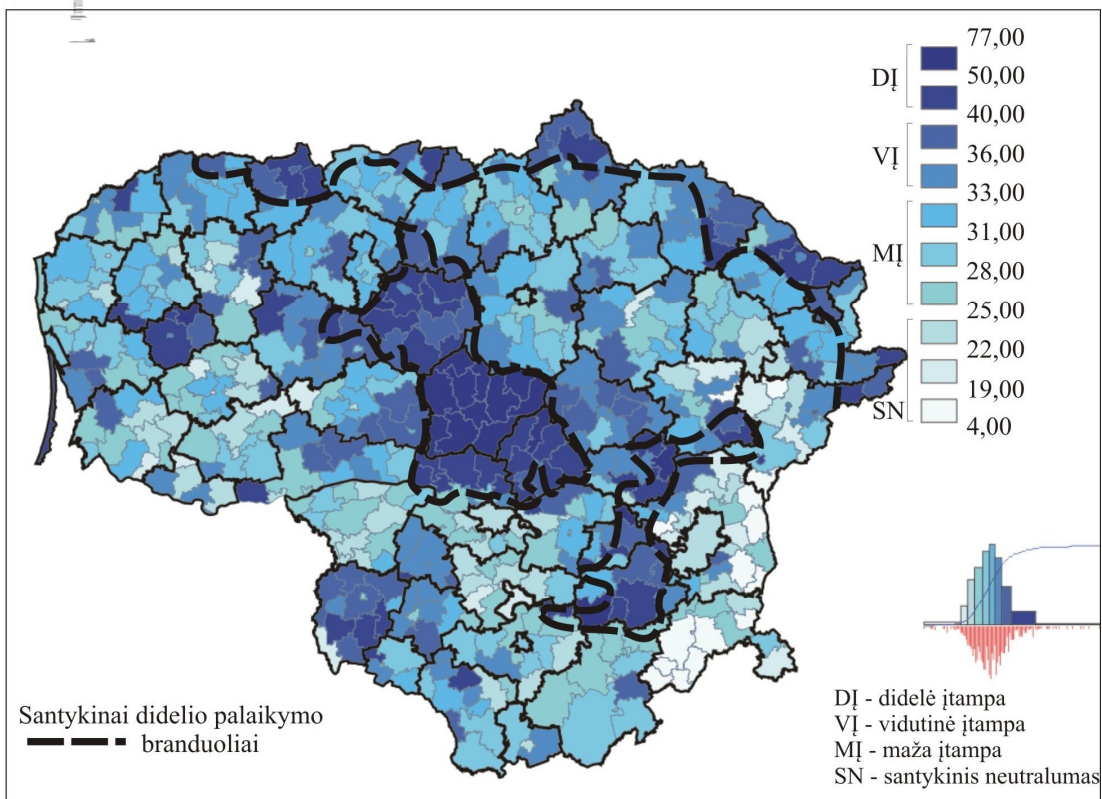 77,00
50,00
DĮ
40,00
36,00
VĮ
33,00
31,00
MĮ
28,00
25,00
22,00
19,00
SN
4,00
Santykinai didelio palaikymo
branduoliai
DĮ - didelė įtampa
VĮ - vidutinė įtampa
MĮ - maža įtampa
SN - santykinis neutralumas